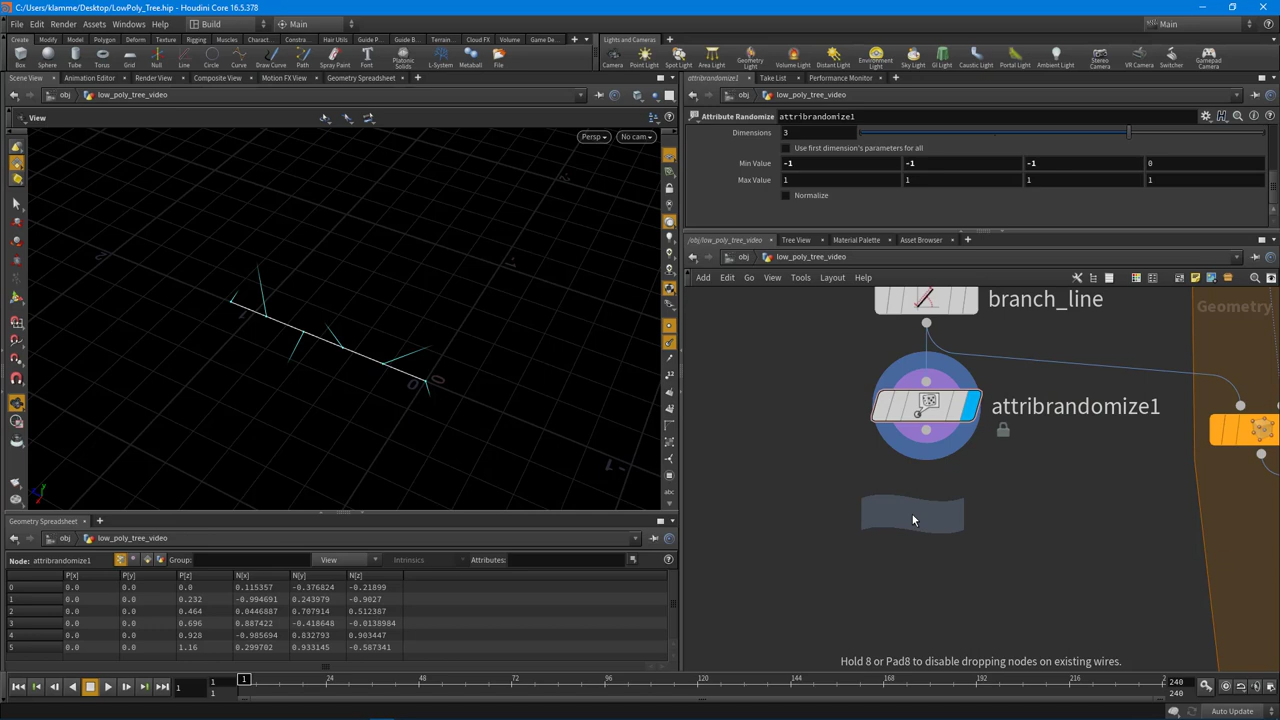 C:/Users/klamme/Desktop/LowPoly_Tree.hip - Houdini Core 16.5.378
File Edit Render Assets Windows Help Build Main Main
Create Modify Model Polygon Deform Texture Rigging Muscles Charact... Constra... Hair Utils Guide P... Guide B... Terrain... Cloud FX Volume Game De... Lights and Cameras
Box Sphere Tube Torus Grid Null Line Circle Curve Draw Curve Path Spray Paint Font Platonic Solids L-System Metaball File Camera Point Light Spot Light Area Light Geometry Light Volume Light Distant Light Environment Light Sky Light GI Light Caustic Light Portal Light Ambient Light Stereo Camera VR Camera Switcher Gamepad Camera
Scene View Animation Editor Render View Composite View Motion FX View Geometry Spreadsheet attribrandomize1 Take List Performance Monitor
obj low_poly_tree_video obj low_poly_tree_video
View Attribute Randomize attribrandomize1
Persp No cam Dimensions 3
Use first dimension's parameters for all
Min Value -1 -1 -1 0
Max Value 1 1 1 1
Normalize
/obj/low_poly_tree_video Tree View Material Palette Asset Browser
obj low_poly_tree_video
Add Edit Go View Tools Layout Help
branch_line
Geometry
attribrandomize1
abc
Geometry Spreadsheet
low_poly_tree_video
Node: attribrandomize1 Group: View Intrinsics Attributes:
P[x] P[y] P[z] N[x] N[y] N[z]
0 0.0 0.0 0.0 0.115357 -0.376824 -0.21899
1 0.0 0.0 0.232 -0.994691 0.243979 -0.9027
2 0.0 0.0 0.464 0.0446887 0.707914 0.512387
3 0.0 0.0 0.696 0.887422 -0.418648 -0.0138984
4 0.0 0.0 0.928 -0.985694 0.832793 0.903447
5 0.0 0.0 1.16 0.299702 0.933145 -0.587341
Hold 8 or Pad8 to disable dropping nodes on existing wires.
1 1 1 1 24 48 72 96 120 144 168 192 216 2 240 240
Auto Update